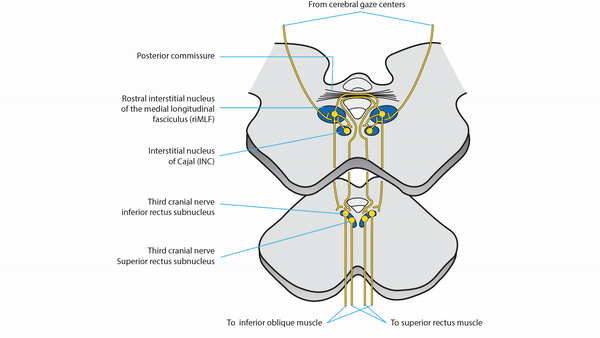 From cerebral gaze centers
Posterior commissure
Rostral interstitial nucleus
of the medial longitudinal
fasciculus (riMLF)
Interstitial nucleus
of Cajal (INC)
Third cranial nerve
inferior rectus subnucleus
Third cranial nerve
Superior rectus subnucleus
To inferior oblique muscle
To superior rectus muscle